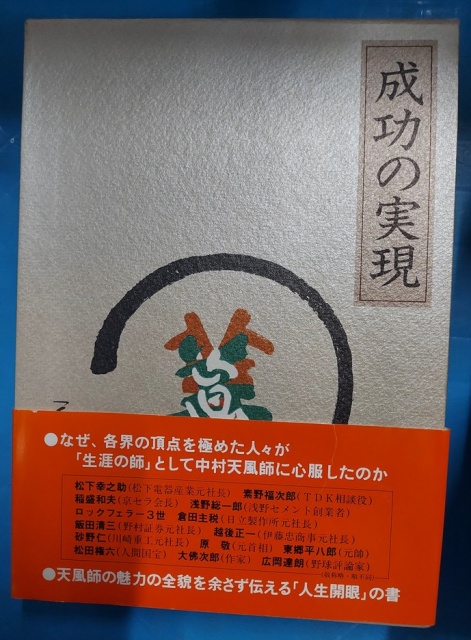 成功の実現
●なぜ、各界の頂点を極めた人々が
「生涯の師」として中村天風師に心服したのか
松下幸之助(松下電器産業元社長) 素野福次郎(TDK相談役)
稲盛和夫(京セラ会長) 浅野総一郎(浅野セメント創業者)
ロックフェラー3世 倉田主税(日立製作所元社長)
飯田清三(野村証券元社長) 越後正一(伊藤忠商事元社長)
砂野仁(川崎重工元社長) 原 敬(元首相) 東郷平八郎(元帥)
松田権六(人間国宝) 大佛次郎(作家) 広岡達朗(野球評論家)
(敬称略・順不同)
●天風師の魅力の全貌を余さず伝える「人生開眼」の書